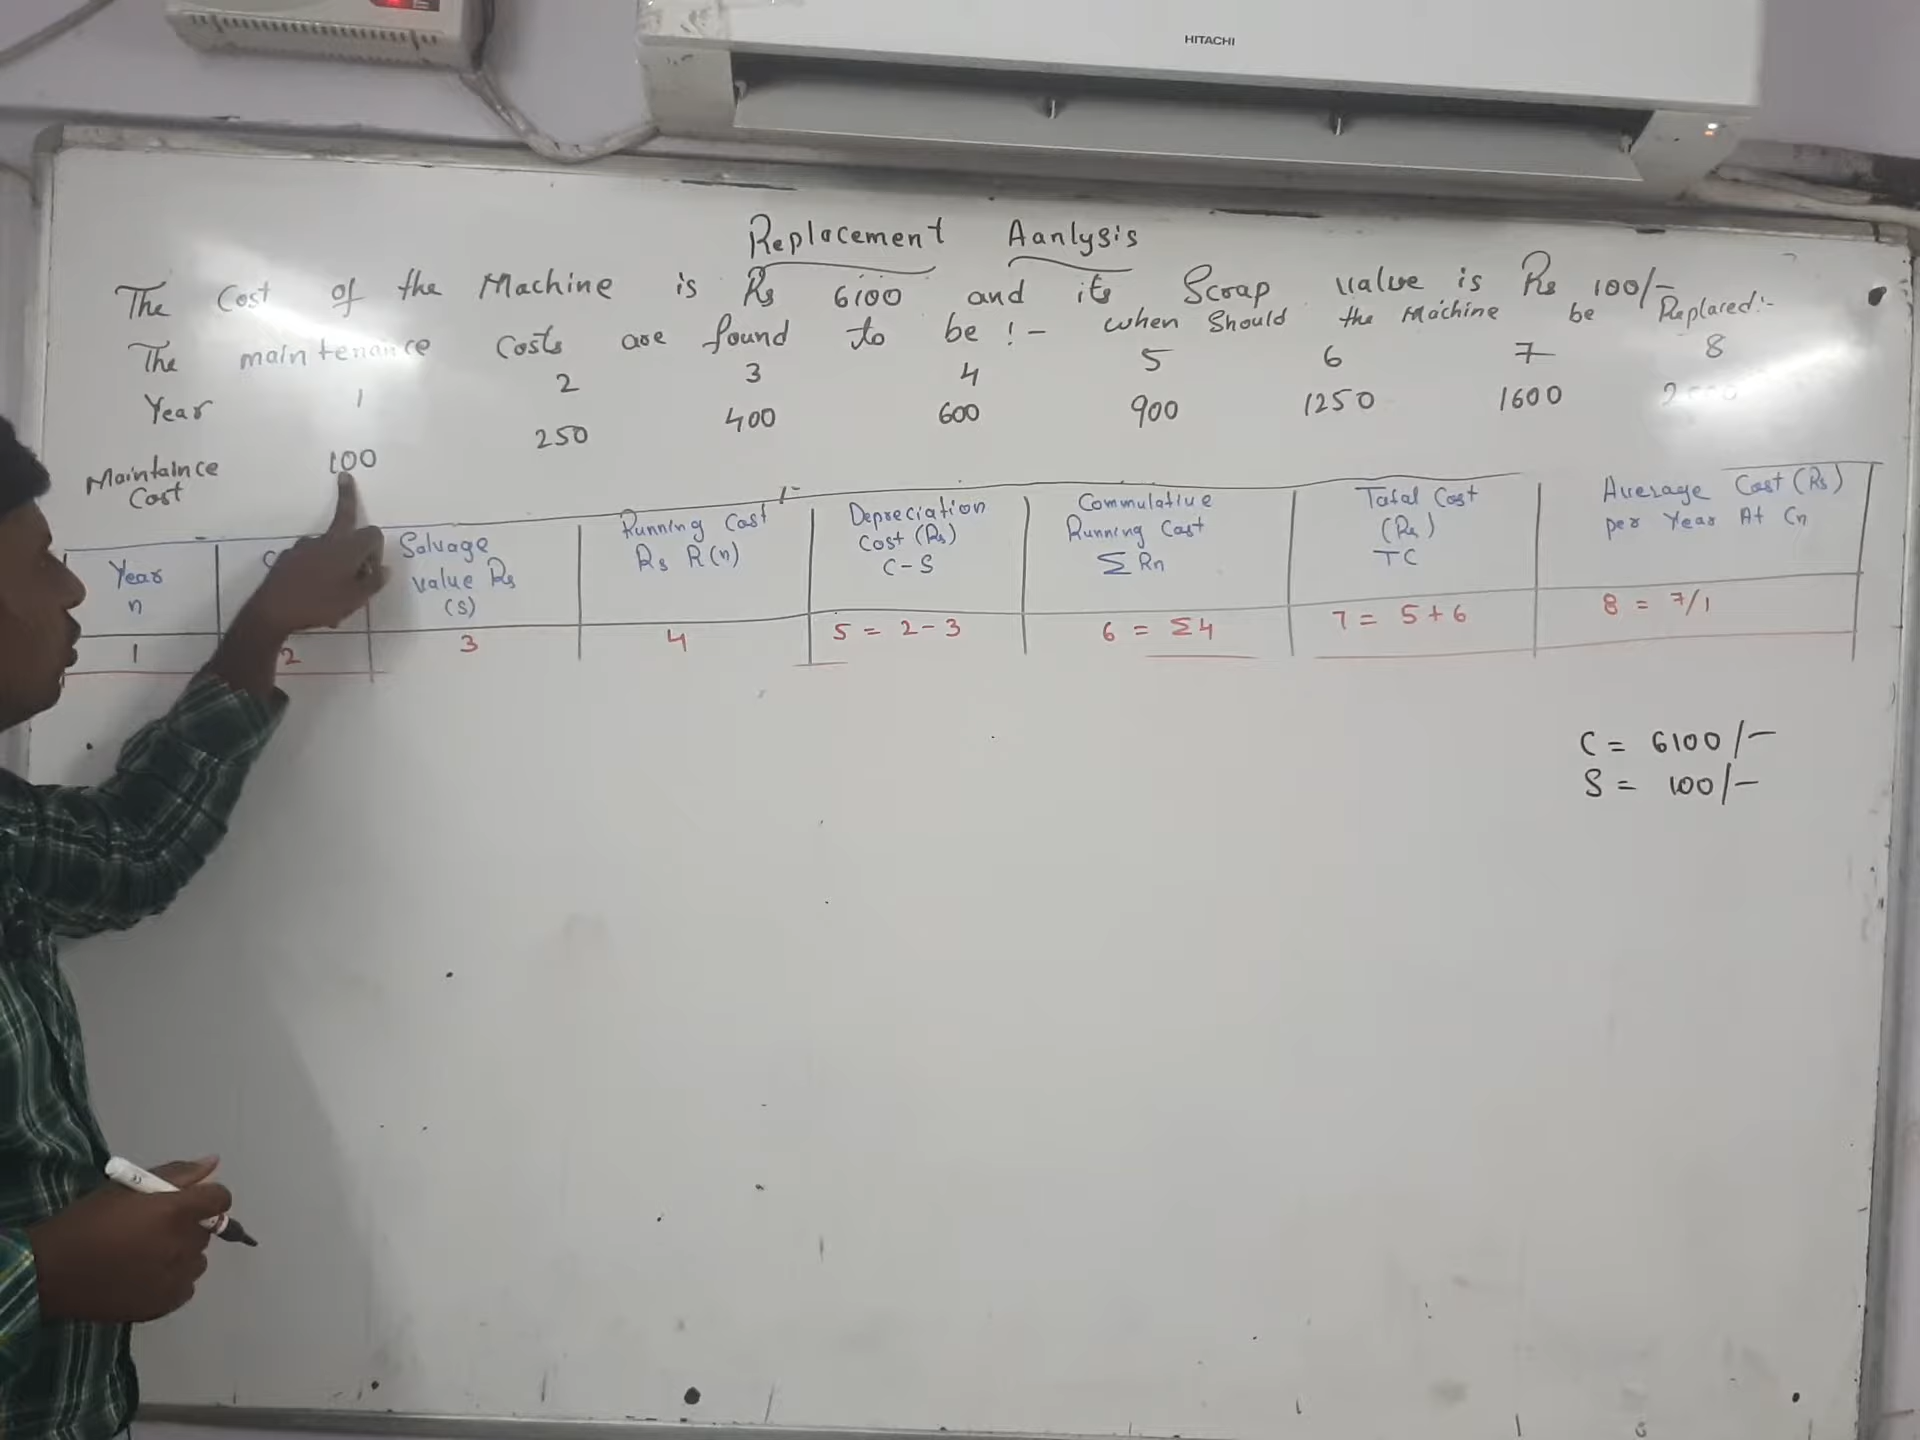 HITACHI
Replacement Aanlysis
The Cost of the Machine is Rs 6100 and its Scrap value is Rs 100/-
The maintenance Costs are found to be :- when Should the Machine be Replaced:-
Year 1 2 3 4 5 6 7 8
Maintaince Cost 100 250 400 600 900 1250 1600
Year n
Salvage value Rs (S)
Running Cost Rs R(n)
Depreciation Cost (Rs) C-S
Commulative Running Cost ΣRn
Total Cost (Rs) TC
Average Cost (Rs) per Year At Cn
1 2 3 4 5 = 2-3 6 = Σ4 7 = 5+6 8 = 7/1
C = 6100/-
S = 100/-